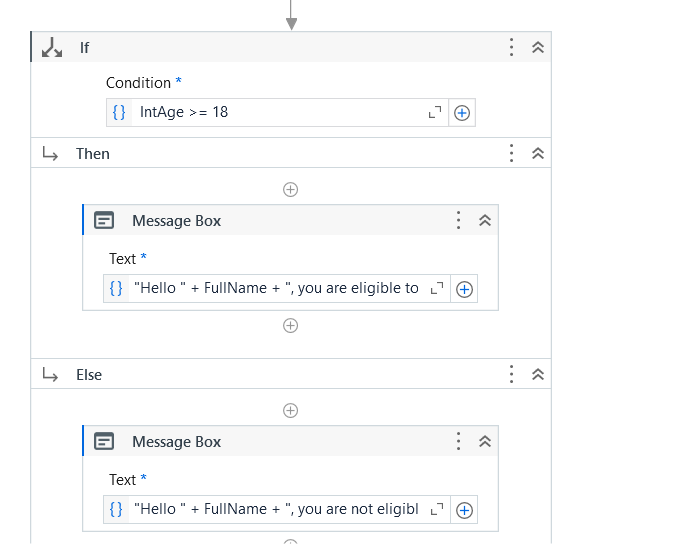 If
Condition *
{} IntAge >= 18
Then
Message Box
Text *
{} "Hello " + FullName + ", you are eligible to
Else
Message Box
Text *
{} "Hello " + FullName + ", you are not eligibl